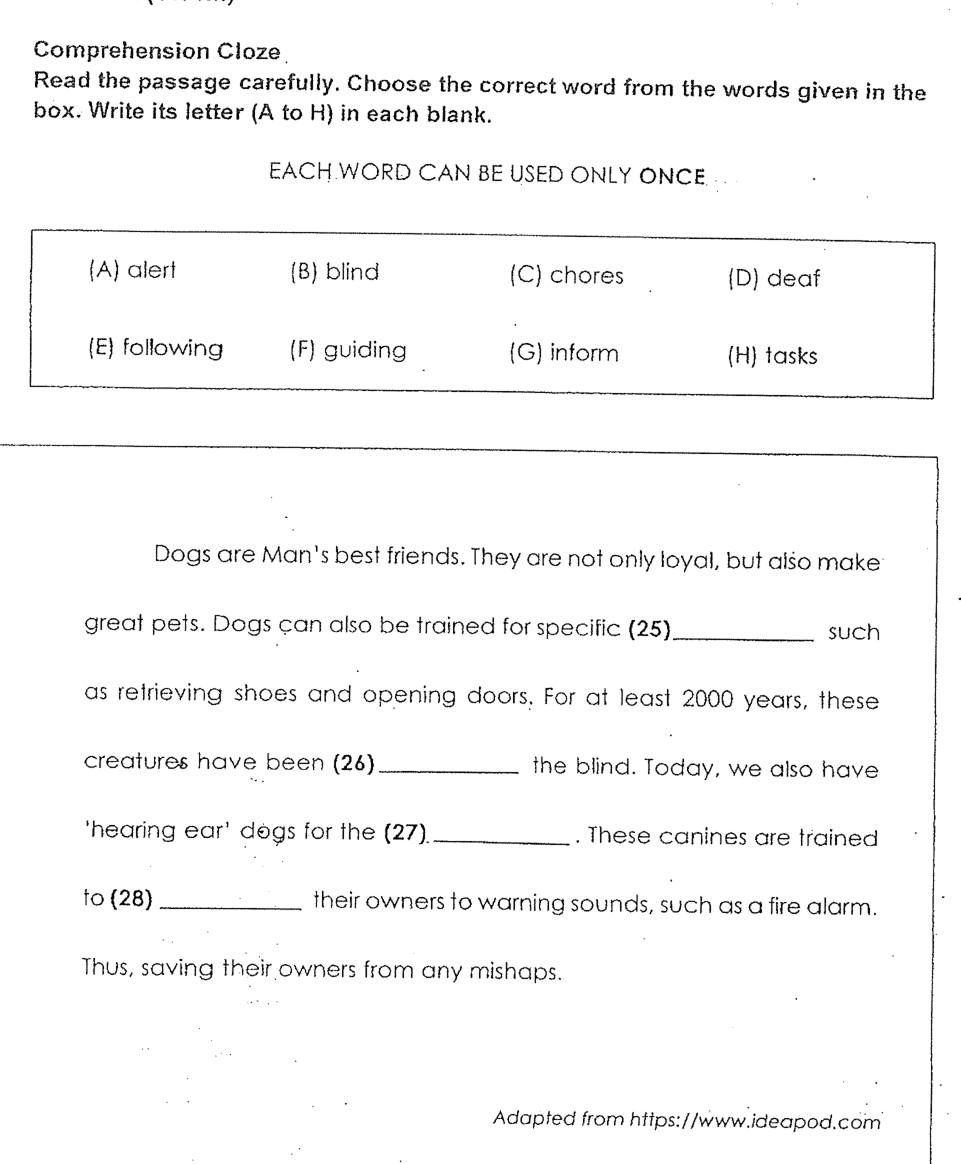 Comprehension Cloze
Read the passage carefully. Choose the correct word from the words given in the
box. Write its letter (A to H) in each blank.
EACH WORD CAN BE USED ONLY ONCE
(A) alert (B) blind (C) chores (D) deaf
(E) following (F) guiding (G) inform (H) tasks
Dogs are Man's best friends. They are not only loyal, but also make
great pets. Dogs can also be trained for specific (25)____________ such
as retrieving shoes and opening doors. For at least 2000 years, these
creatures have been (26)____________ the blind. Today, we also have
'hearing ear' dogs for the (27)____________. These canines are trained
to (28)____________ their owners to warning sounds, such as a fire alarm.
Thus, saving their owners from any mishaps.
Adapted from https://www.ideapod.com